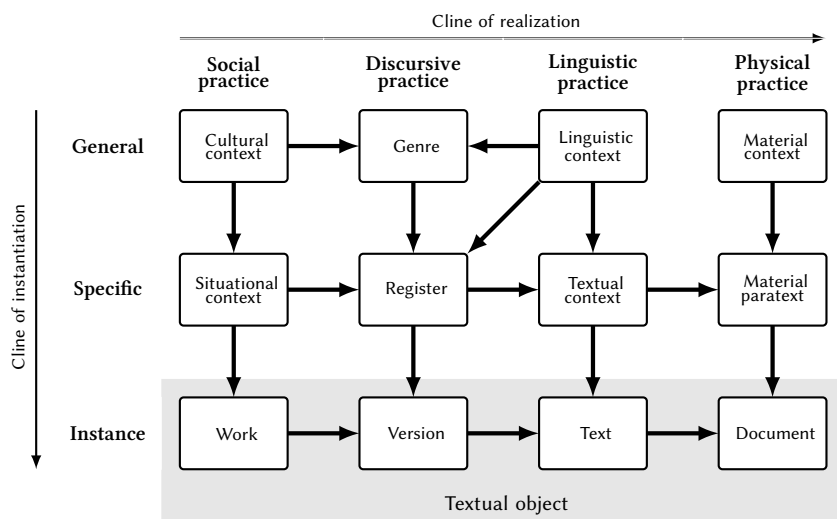 Cline of realization
Social
practice
Discursive
practice
Linguistic
practice
Physical
practice
Cline of instantiation
General
Cultural
context
Genre
Linguistic
context
Material
context
Specific
Situational
context
Register
Textual
context
Material
paratext
Instance
Work
Version
Text
Document
Textual object